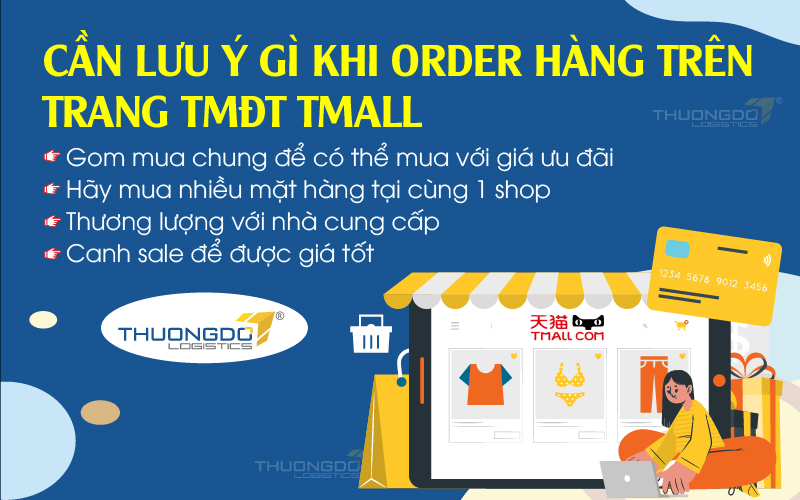 CẦN LƯU Ý GÌ KHI ORDER HÀNG TRÊN
TRANG TMĐT TMALL
THUONGDO ®
LOGISTICS
Gom mua chung để có thể mua với giá ưu đãi
Hãy mua nhiều mặt hàng tại cùng 1 shop
Thương lượng với nhà cung cấp
Canh sale để được giá tốt
1234 5678 9012 3456
THUONGDO ®
LOGISTICS
天猫
TMALL.COM
THUONGDO
LOGISTICS